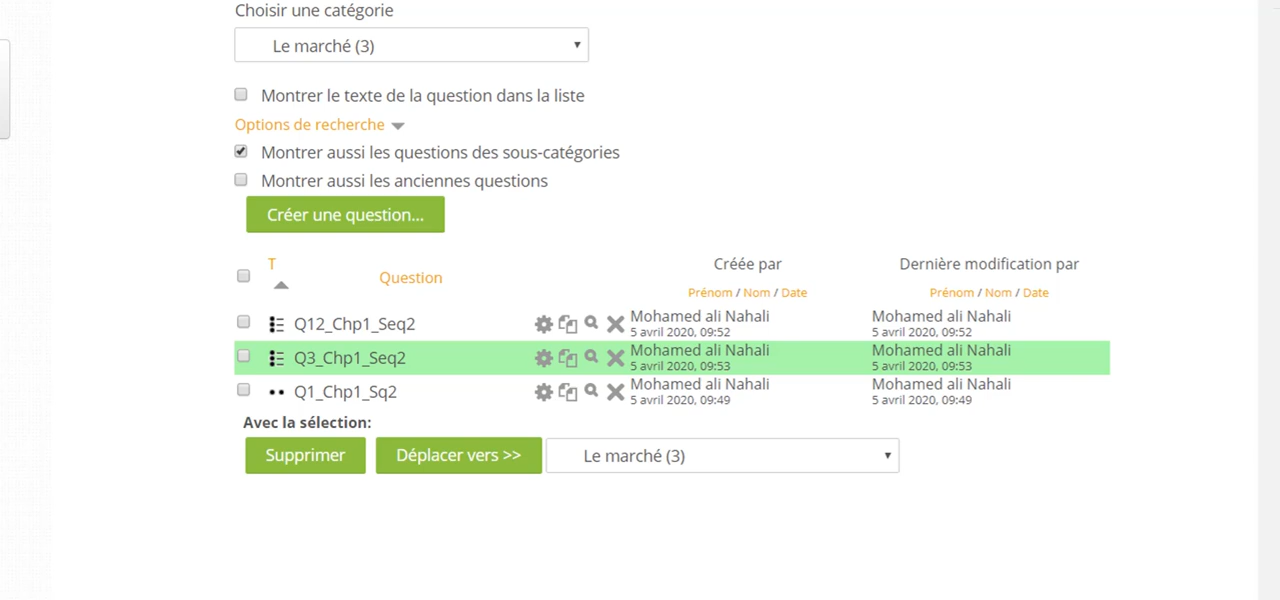 Choisir une catégorie
Le marché (3)
Montrer le texte de la question dans la liste
Options de recherche
Montrer aussi les questions des sous-catégories
Montrer aussi les anciennes questions
Créer une question...
T Question Créée par Dernière modification par
Prénom / Nom / Date Prénom / Nom / Date
Q12_Chp1_Seq2 Mohamed ali Nahali Mohamed ali Nahali
5 avril 2020, 09:52 5 avril 2020, 09:52
Q3_Chp1_Seq2 Mohamed ali Nahali Mohamed ali Nahali
5 avril 2020, 09:53 5 avril 2020, 09:53
Q1_Chp1_Sq2 Mohamed ali Nahali Mohamed ali Nahali
5 avril 2020, 09:49 5 avril 2020, 09:49
Avec la sélection:
Supprimer Déplacer vers >> Le marché (3)